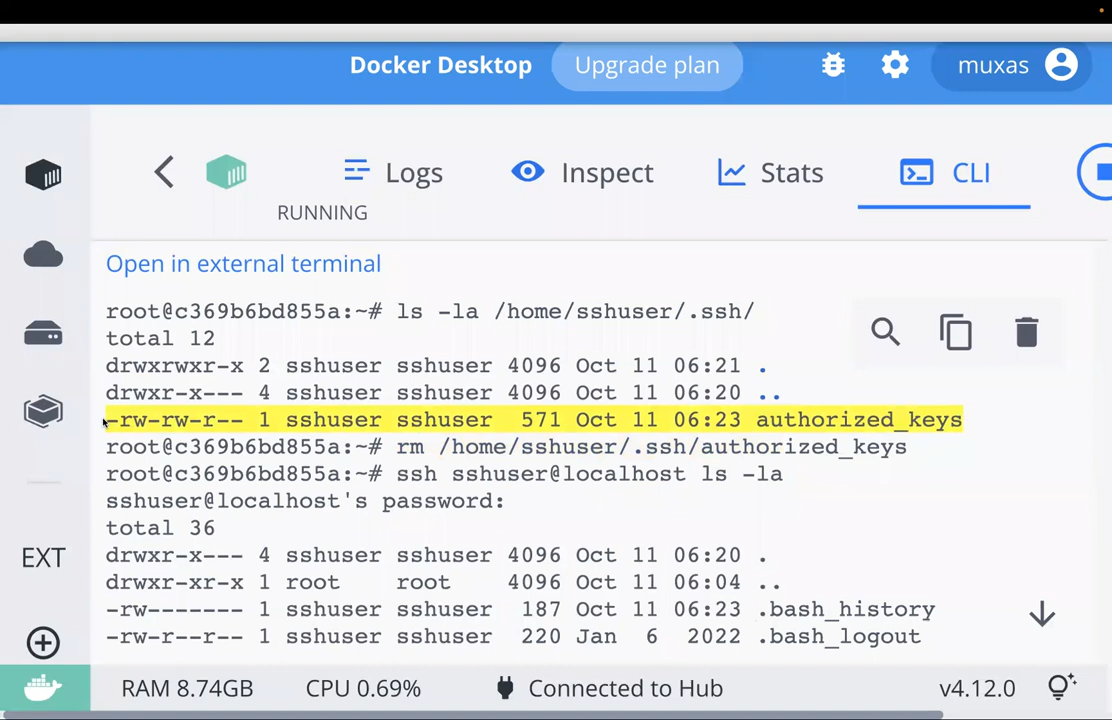 Docker Desktop
Upgrade plan
muxas
Logs
Inspect
Stats
CLI
RUNNING
Open in external terminal
root@c369b6bd855a:~# ls -la /home/sshuser/.ssh/
total 12
drwxrwxr-x 2 sshuser sshuser 4096 Oct 11 06:21 .
drwxr-x--- 4 sshuser sshuser 4096 Oct 11 06:20 ..
-rw-rw-r-- 1 sshuser sshuser  571 Oct 11 06:23 authorized_keys
root@c369b6bd855a:~# rm /home/sshuser/.ssh/authorized_keys
root@c369b6bd855a:~# ssh sshuser@localhost ls -la
sshuser@localhost's password:
total 36
drwxr-x--- 4 sshuser sshuser 4096 Oct 11 06:20 .
drwxr-xr-x 1 root    root    4096 Oct 11 06:04 ..
-rw------- 1 sshuser sshuser  187 Oct 11 06:23 .bash_history
-rw-r--r-- 1 sshuser sshuser  220 Jan  6  2022 .bash_logout
EXT
RAM 8.74GB
CPU 0.69%
Connected to Hub
v4.12.0